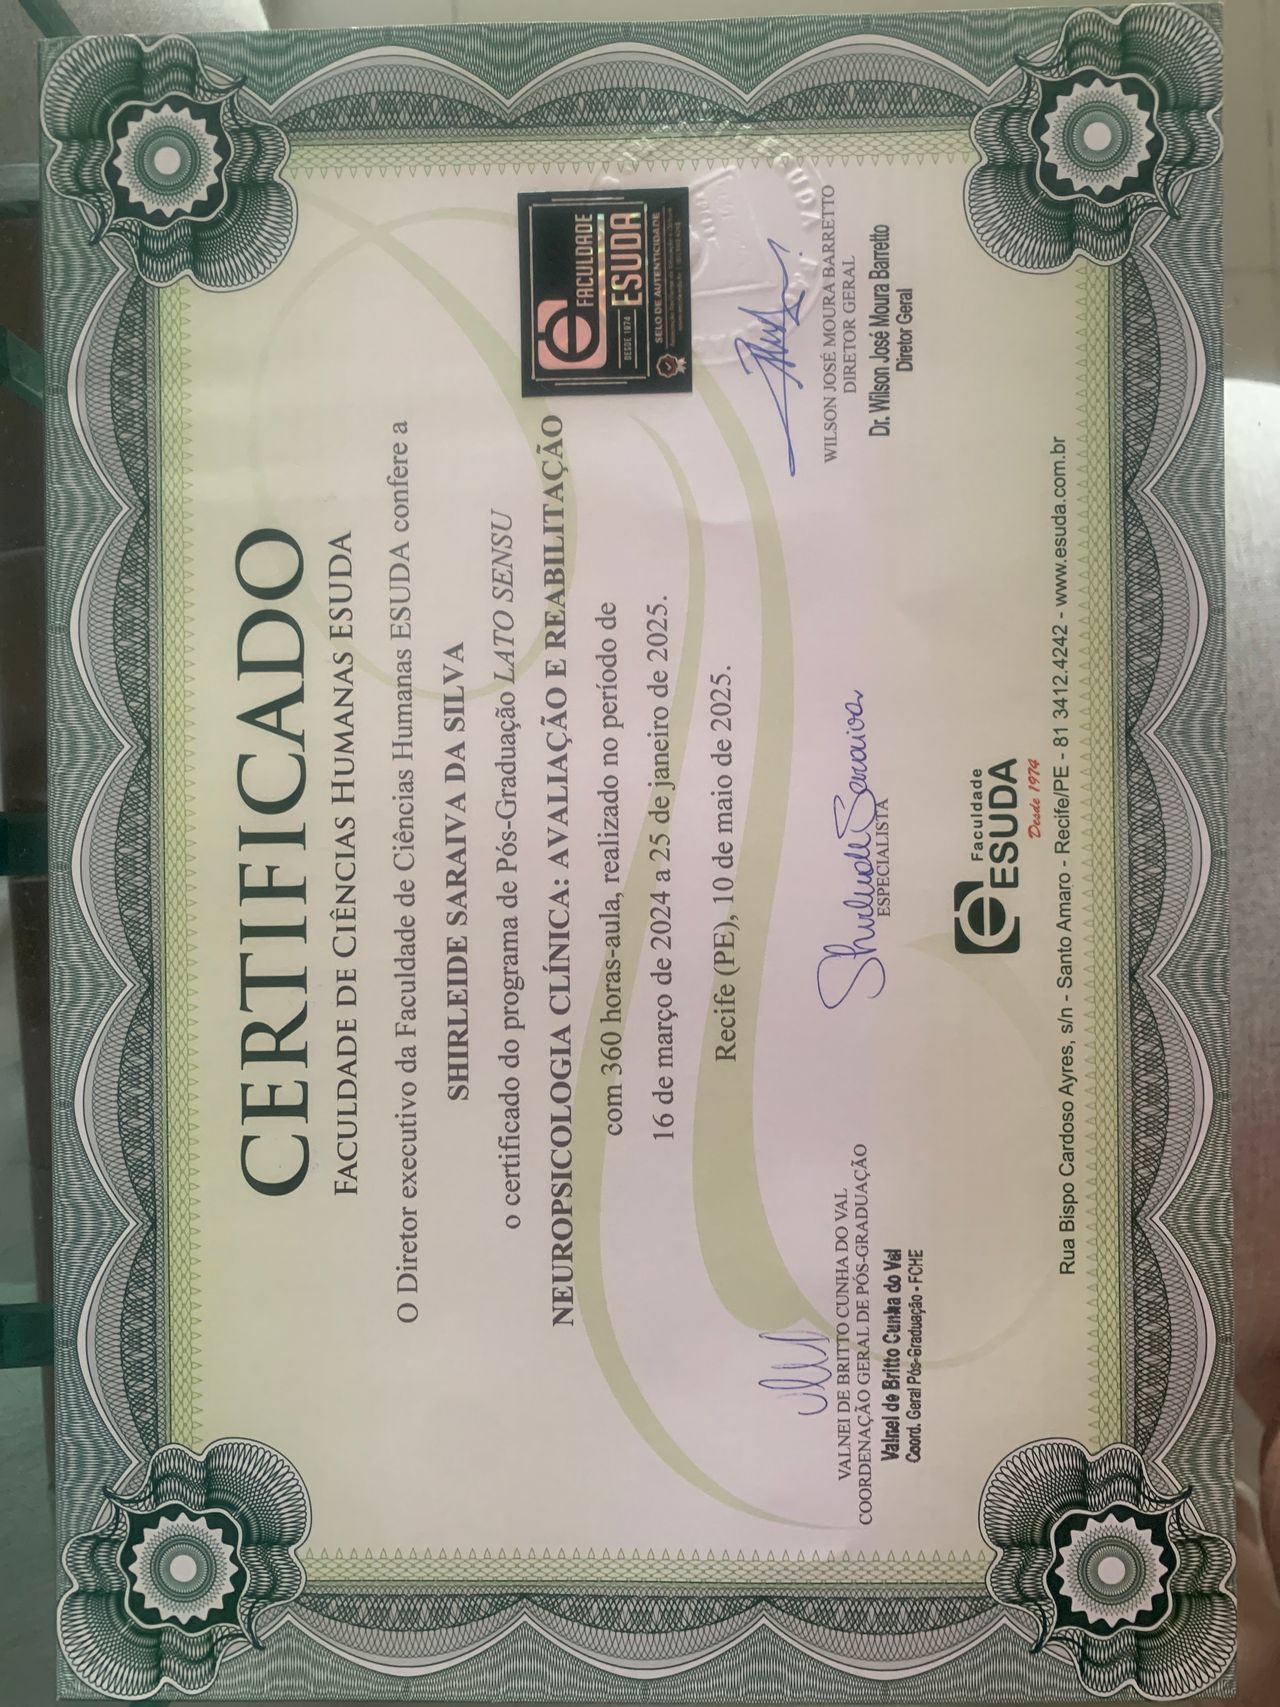 CERTIFICADO
FACULDADE DE CIÊNCIAS HUMANAS ESUDA
O Diretor executivo da Faculdade de Ciências Humanas ESUDA confere a
SHIRLEIDE SARAIVA DA SILVA
o certificado do programa de Pós-Graduação LATO SENSU
NEUROPSICOLOGIA CLÍNICA: AVALIAÇÃO E REABILITAÇÃO
com 360 horas-aula, realizado no período de
16 de março de 2024 a 25 de janeiro de 2025.
Recife (PE), 10 de maio de 2025.
FACULDADE
DESDE 1974 ESUDA
SELO DE AUTENTICIDADE
VALNEI DE BRITTO CUNHA DO VAL
COORDENAÇÃO GERAL DE PÓS-GRADUAÇÃO
Valnei de Britto Cunha do Val
Coord. Geral Pós-Graduação - FCHE
Shirleide Saraiva
ESPECIALISTA
WILSON JOSÉ MOURA BARRETTO
DIRETOR GERAL
Dr. Wilson José Moura Barretto
Diretor Geral
Faculdade
ESUDA
Desde 1974
Rua Bispo Cardoso Ayres, s/n - Santo Amaro - Recife/PE - 81 3412.4242 - www.esuda.com.br